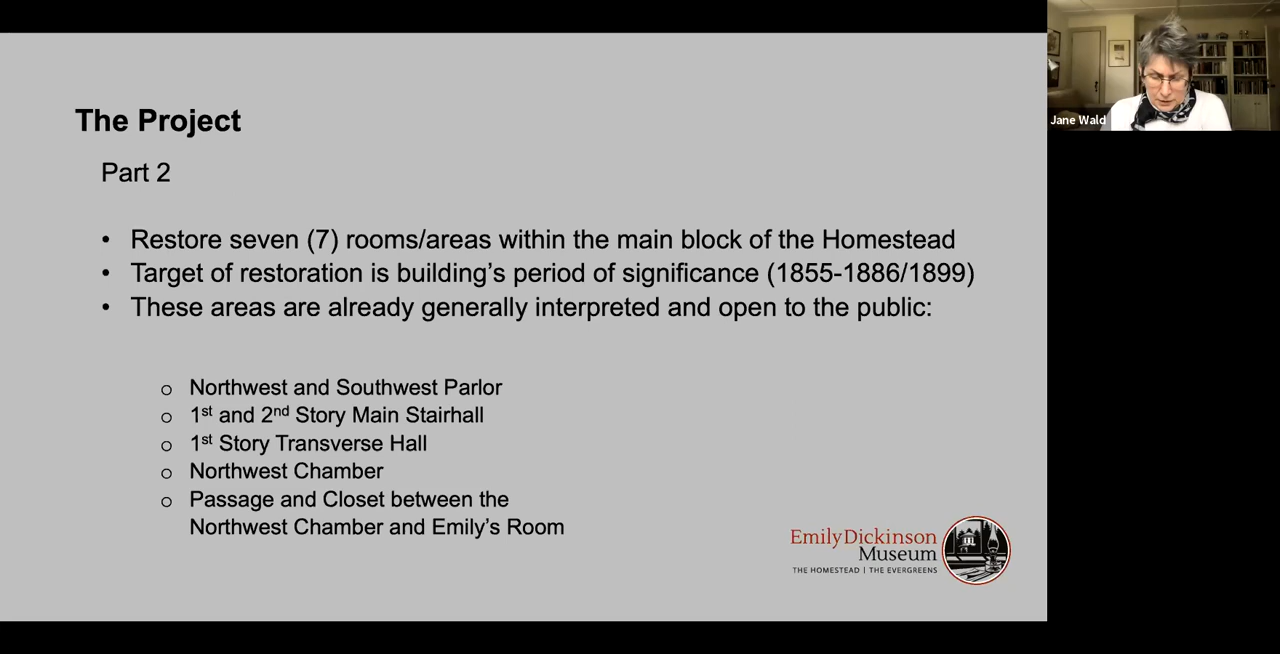 The Project
Part 2
• Restore seven (7) rooms/areas within the main block of the Homestead
• Target of restoration is building’s period of significance (1855-1886/1899)
• These areas are already generally interpreted and open to the public:
o Northwest and Southwest Parlor
o 1st and 2nd Story Main Stairhall
o 1st Story Transverse Hall
o Northwest Chamber
o Passage and Closet between the
Northwest Chamber and Emily’s Room
EmilyDickinson
Museum
THE HOMESTEAD | THE EVERGREENS
Jane Wald